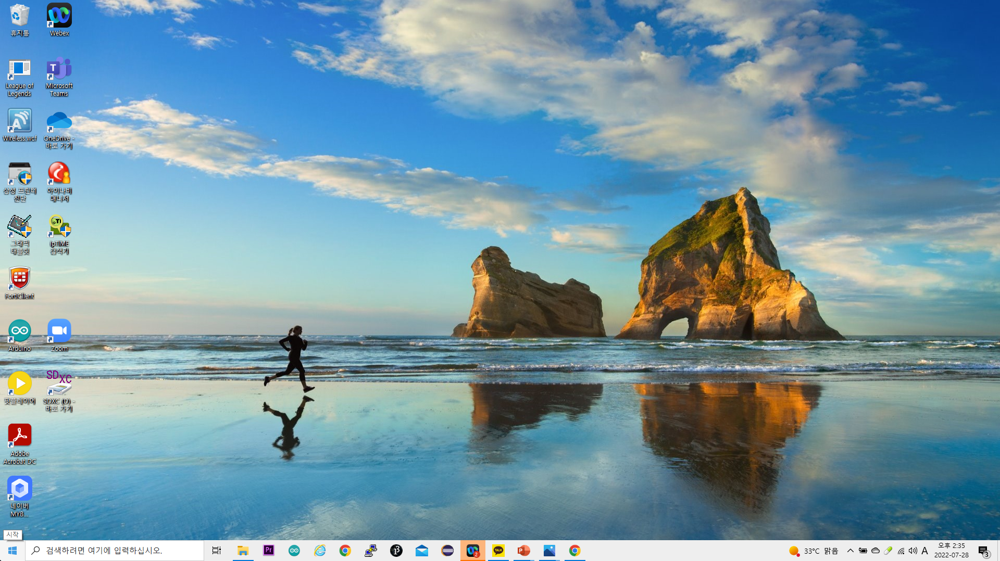 휴지통
Webex
League of
Legends
Microsoft
Teams
Wireless.wcf
OneDrive -
바로 가기
삼성 프린터
진단
아이나비
매니저
그래픽
태블릿
ipTIME
검색기
FortiClient
Arduino
Zoom
팟플레이어
SDXC
SDXC (D) -
바로 가기
Adobe
Acrobat DC
네이버
MYB...
시작
검색하려면 여기에 입력하십시오.
Pr
2
TALK
P
33°C 맑음
A
오후 2:35
2022-07-28
3